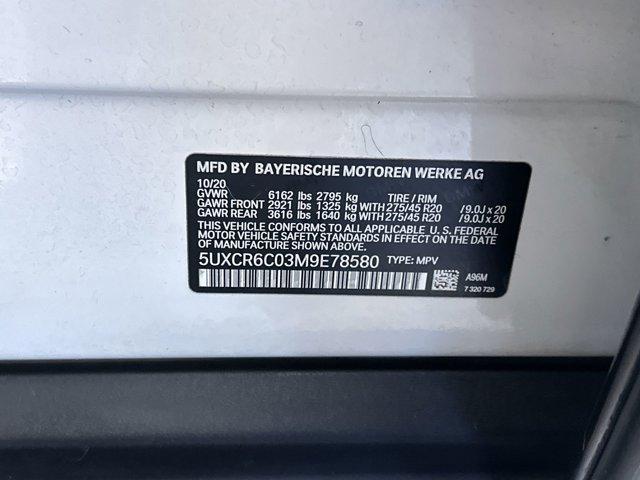 MFD BY BAYERISCHE MOTOREN WERKE AG
10/20
GVWR 6162 lbs 2795 kg TIRE / RIM
GAWR FRONT 2921 lbs 1325 kg WITH 275/45 R20 /9.0J x 20
GAWR REAR 3616 lbs 1640 kg WITH 275/45 R20 /9.0J x 20
THIS VEHICLE CONFORMS TO ALL APPLICABLE U. S. FEDERAL
MOTOR VEHICLE SAFETY STANDARDS IN EFFECT ON THE
DATE OF MANUFACTURE SHOWN ABOVE.
5UXCR6C03M9E78580 TYPE: MPV
A96M
7 320 729